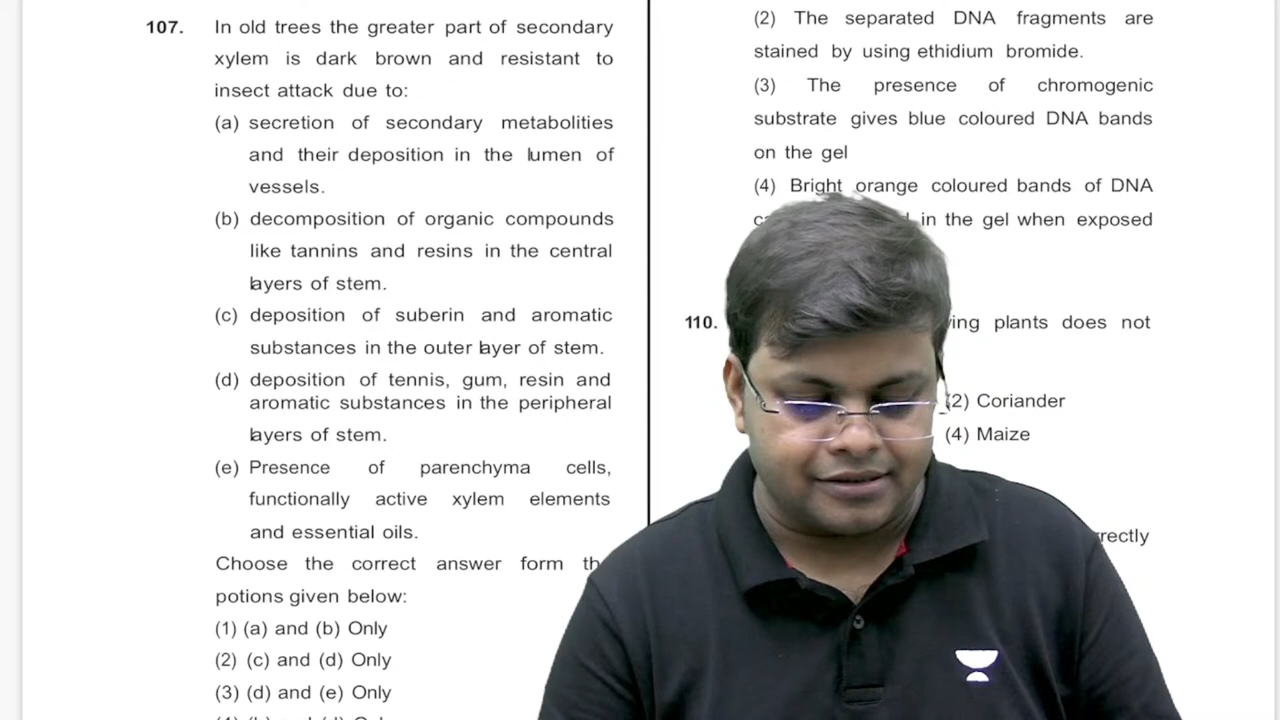 107. In old trees the greater part of secondary
xylem is dark brown and resistant to
insect attack due to:
(a) secretion of secondary metabolities
and their deposition in the lumen of
vessels.
(b) decomposition of organic compounds
like tannins and resins in the central
layers of stem.
(c) deposition of suberin and aromatic
substances in the outer layer of stem.
(d) deposition of tennis, gum, resin and
aromatic substances in the peripheral
layers of stem.
(e) Presence of parenchyma cells,
functionally active xylem elements
and essential oils.
Choose the correct answer form
potions given below:
(1) (a) and (b) Only
(2) (c) and (d) Only
(3) (d) and (e) Only
(2) The separated DNA fragments are
stained by using ethidium bromide.
(3) The presence of chromogenic
substrate gives blue coloured DNA bands
on the gel
(4) Bright orange coloured bands of DNA
in the gel when exposed
110. plants does not
(2) Coriander
(4) Maize